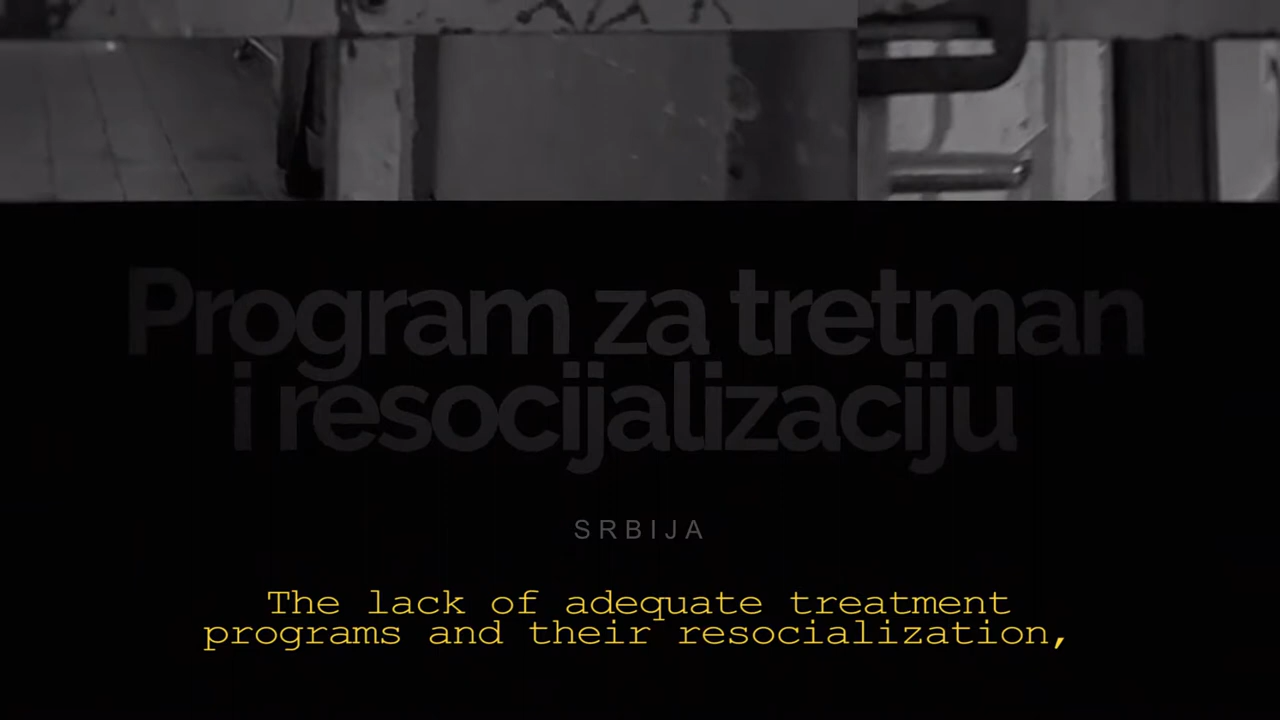 Program za tretman
i resocijalizaciju
SRBIJA
The lack of adequate treatment
programs and their resocialization,